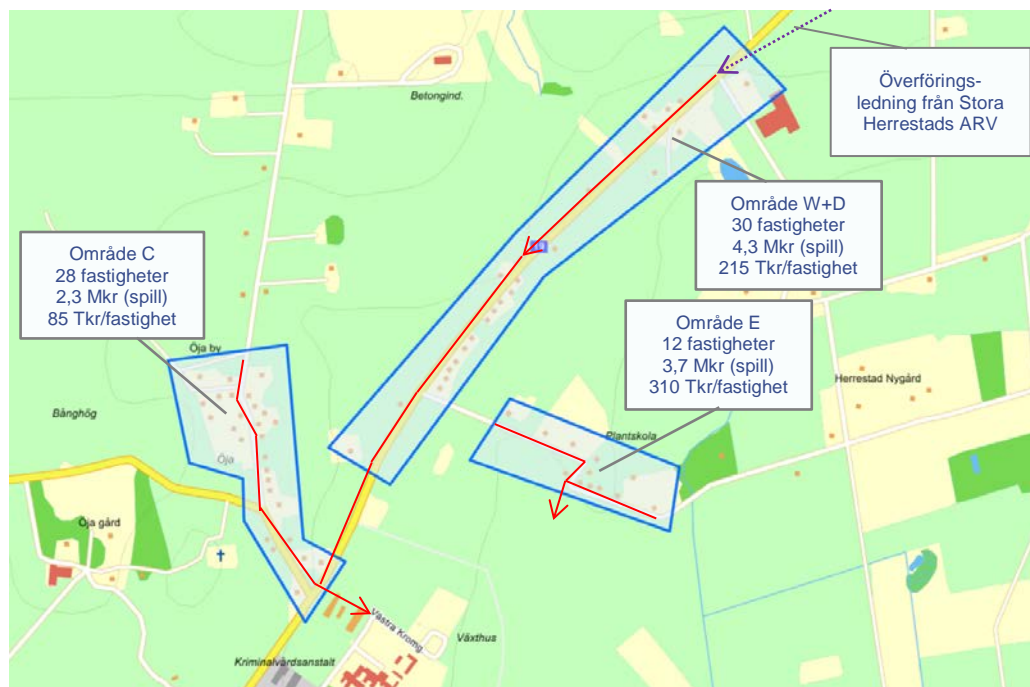 Överförings-
ledning från Stora
Herrestads ARV
Betongind.
Område W+D
30 fastigheter
4,3 Mkr (spill)
215 Tkr/fastighet
Område C
28 fastigheter
2,3 Mkr (spill)
85 Tkr/fastighet
Område E
12 fastigheter
3,7 Mkr (spill)
310 Tkr/fastighet
Öja by
Herrestad Nygård
Bånghög
Plantskola
Öja
Öja gård
Västra Kromg.
Växthus
Kriminalvårdsanstalt